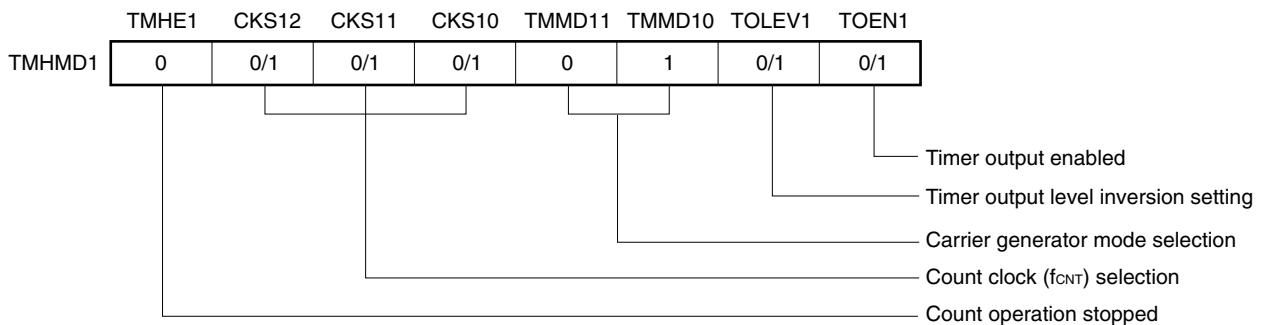 TMHE1 CKS12 CKS11 CKS10 TMMD11 TMMD10 TOLEV1 TOEN1
TMHMD1 0 0/1 0/1 0/1 0 1 0/1 0/1
Timer output enabled
Timer output level inversion setting
Carrier generator mode selection
Count clock (fCNT) selection
Count operation stopped